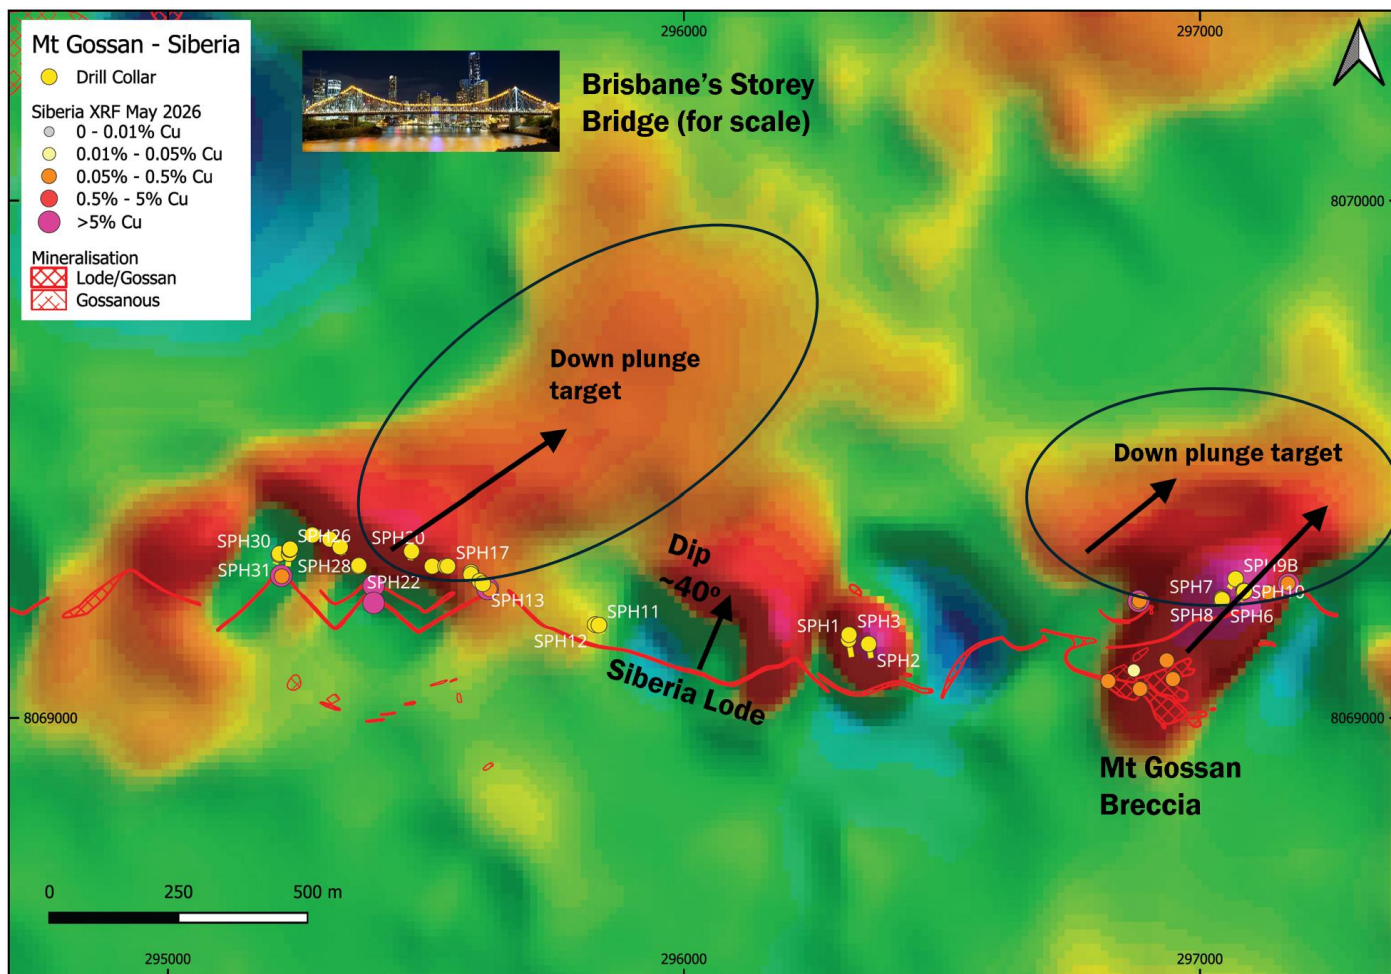 296000
297000
Mt Gossan - Siberia
Drill Collar
Siberia XRF May 2026
0 - 0.01% Cu
0.01% - 0.05% Cu
0.05% - 0.5% Cu
0.5% - 5% Cu
>5% Cu
Mineralisation
Lode/Gossan
Gossanous
Brisbane's Storey
Bridge (for scale)
8070000
Down plunge
target
Down plunge target
SPH30
SPH26
SPH20
SPH17
SPH31
SPH28
SPH22
SPH13
SPH11
SPH12
Dip
~40°
Siberia Lode
SPH1
SPH3
SPH2
SPH9B
SPH7
SPH10
SPH8
SPH6
8069000
8069000
Mt Gossan
Breccia
0
250
500 m
295000
296000
297000